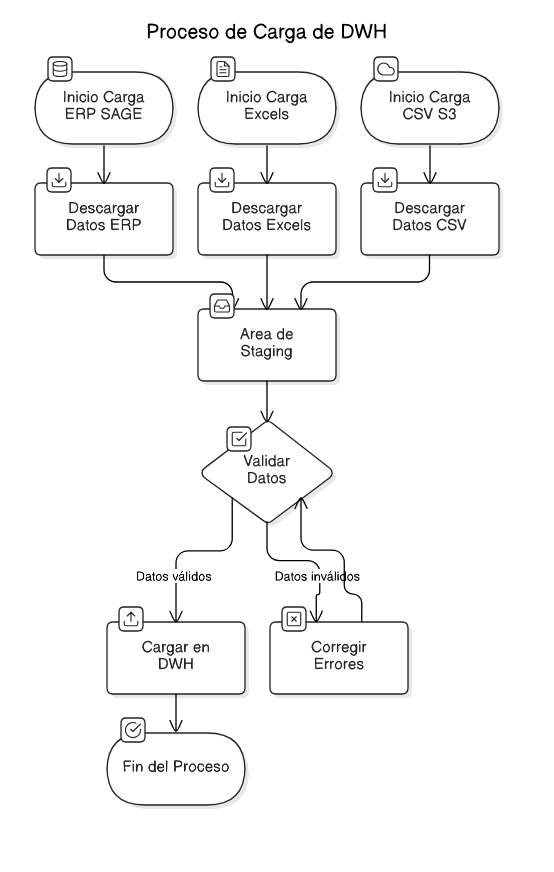 Proceso de Carga de DWH
Inicio Carga
ERP SAGE
Inicio Carga
Excels
Inicio Carga
CSV S3
Descargar
Datos ERP
Descargar
Datos Excels
Descargar
Datos CSV
Area de
Staging
Validar
Datos
Datos válidos
Datos inválidos
Cargar en
DWH
Corregir
Errores
Fin del Proceso